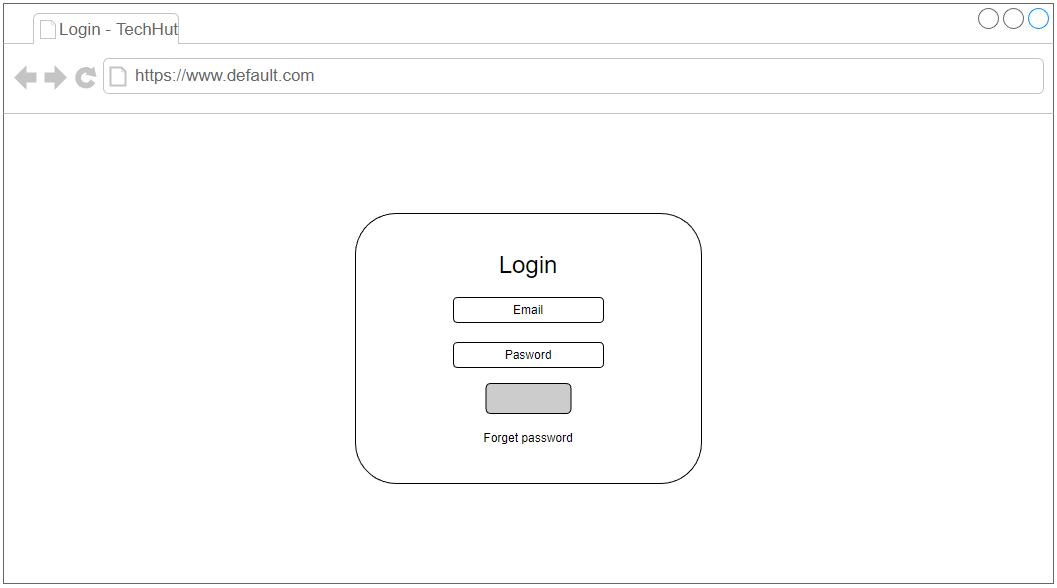 Login - TechHut
https://www.default.com
Login
Email
Pasword
Forget password